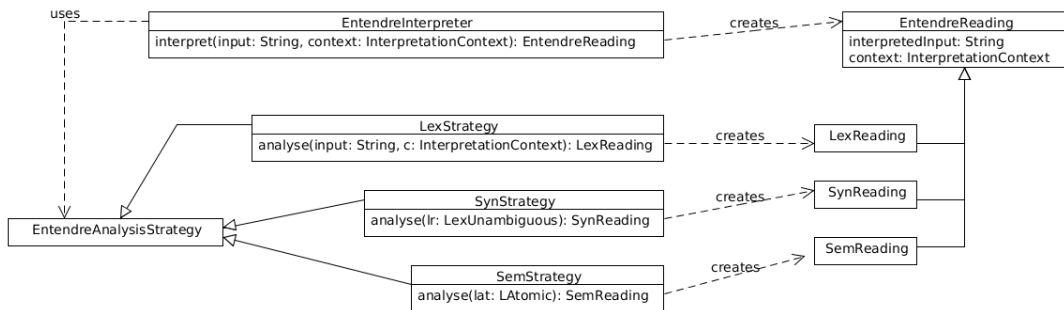 uses
EntendreInterpreter
interpret(input: String, context: InterpretationContext): EntendreReading
creates
EntendreReading
interpretedInput: String
context: InterpretationContext
LexStrategy
analyse(input: String, c: InterpretationContext): LexReading
creates
LexReading
SynStrategy
analyse(lr: LexUnambiguous): SynReading
creates
SynReading
EntendreAnalysisStrategy
SemStrategy
analyse(lat: LAtomic): SemReading
creates
SemReading